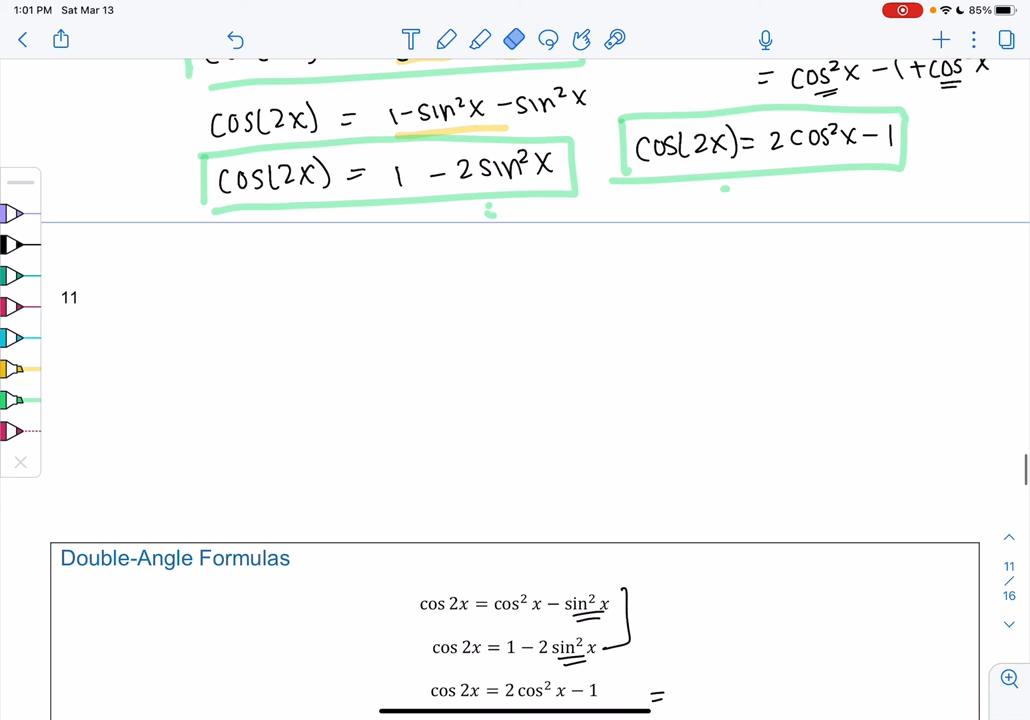 1:01 PM Sat Mar 13
85%
= cos²x - 1 + cos²x
cos(2x) = 1-sin²x - sin²x
cos(2x) = 2cos²x - 1
cos(2x) = 1 - 2sin²x
11
11
/
16
Double-Angle Formulas
cos 2x = cos² x − sin² x
cos 2x = 1 − 2 sin² x
cos 2x = 2 cos² x − 1 =